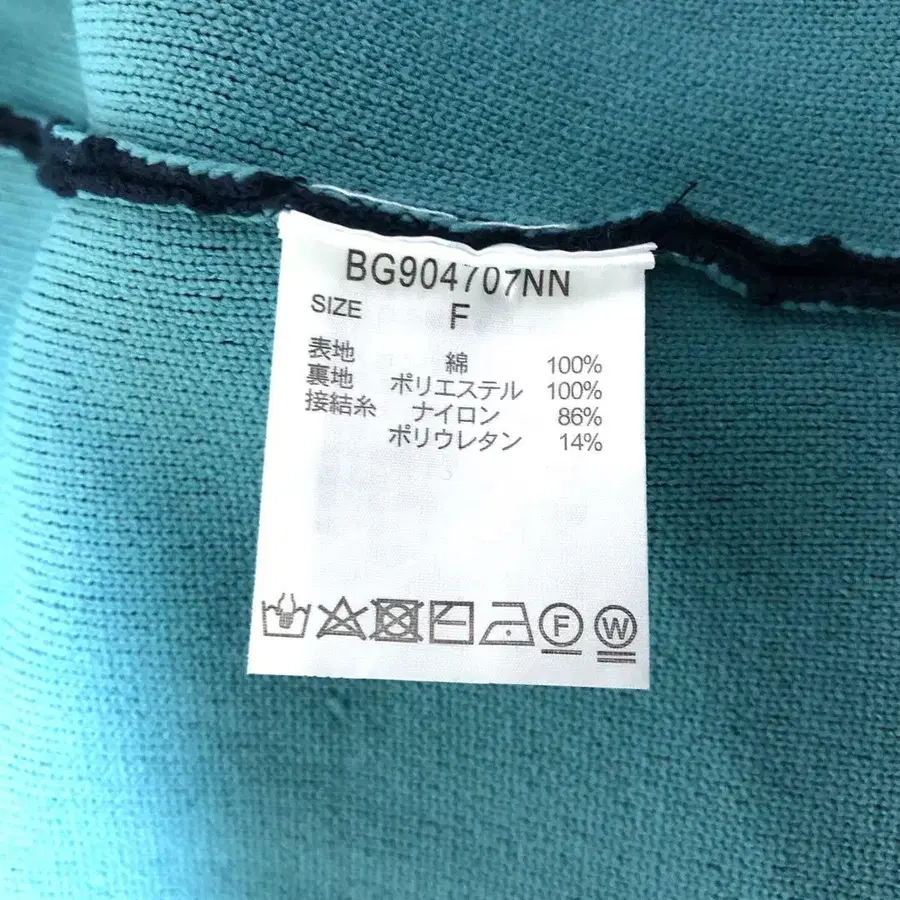 BG904707NN
SIZE F
表地 綿 100%
裏地 ポリエステル 100%
接結糸 ナイロン 86%
ポリウレタン 14%
F W